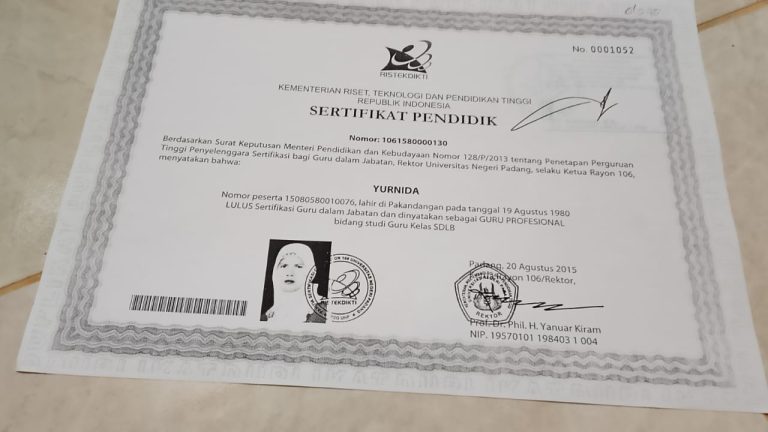 No. 0001052
RISTEKDIKTI
KEMENTERIAN RISET, TEKNOLOGI DAN PENDIDIKAN TINGGI
REPUBLIK INDONESIA
SERTIFIKAT PENDIDIK
Nomor: 1061580000130
Berdasarkan Surat Keputusan Menteri Pendidikan dan Kebudayaan Nomor 128/P/2013 tentang Penetapan Perguruan
Tinggi Penyelenggara Sertifikasi bagi Guru dalam Jabatan, Rektor Universitas Negeri Padang, selaku Ketua Rayon 106,
menyatakan bahwa:
YURNIDA
Nomor peserta 15080580010076, lahir di Pakandangan pada tanggal 19 Agustus 1980
LULUS Sertifikasi Guru dalam Jabatan dan dinyatakan sebagai GURU PROFESIONAL
bidang studi Guru Kelas SDLB
Padang, 20 Agustus 2015
Rayon 106/Rektor,
REKTOR
Prof. Dr. Phil. H. Yanuar Kiram
NIP. 19570101 198403 1 004